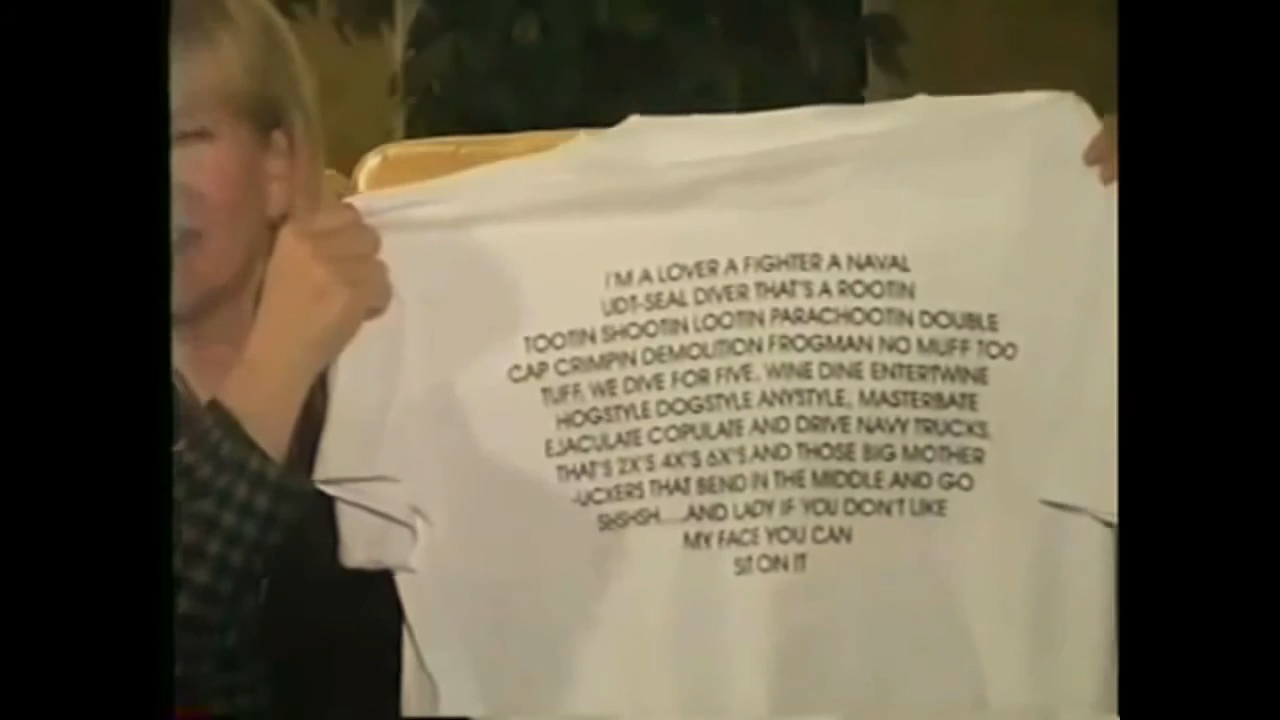 I'M A LOVER A FIGHTER A NAVAL
UDT-SEAL DIVER THAT'S A ROOTIN
TOOTIN SHOOTIN LOOTIN PARACHOOTIN DOUBLE
CAP CRIMPIN DEMOLITION FROGMAN NO MUFF TOO
TUFF, WE DIVE FOR FIVE, WINE DINE ENTERTWINE
HOGSTYLE DOGSTYLE ANYSTYLE, MASTERBATE
EJACULATE COPULATE AND DRIVE NAVY TRUCKS,
THAT'S 2X'S 4X'S 6X'S AND THOSE BIG MOTHER
-UCKERS THAT BEND IN THE MIDDLE AND GO
SHSHSH.....AND LADY IF YOU DON'T LIKE
MY FACE YOU CAN
SIT ON IT